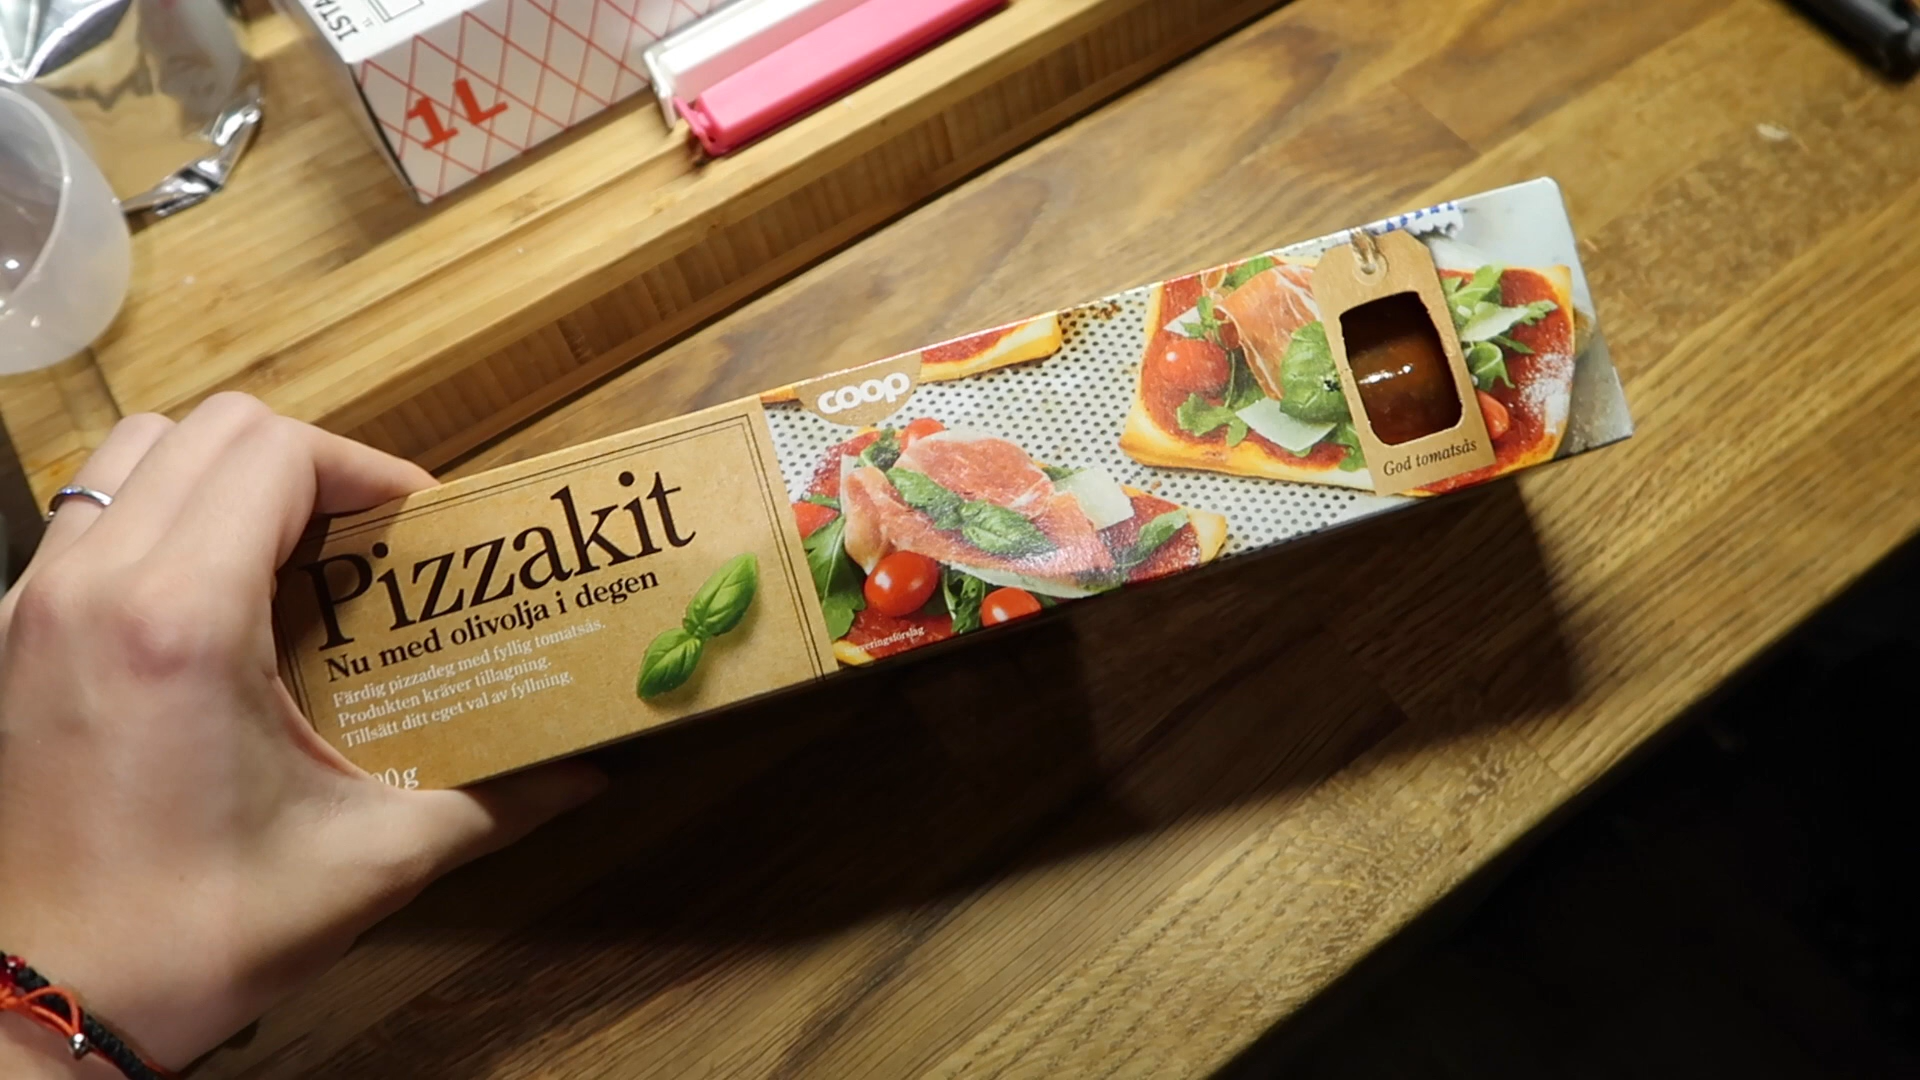 ISTA
1L
coop
Pizzakit
Nu med olivolja i degen
Färdig pizzadeg med fyllig tomatsås.
Produkten kräver tillagning.
Tillsätt ditt eget val av fyllning.
God tomatsås